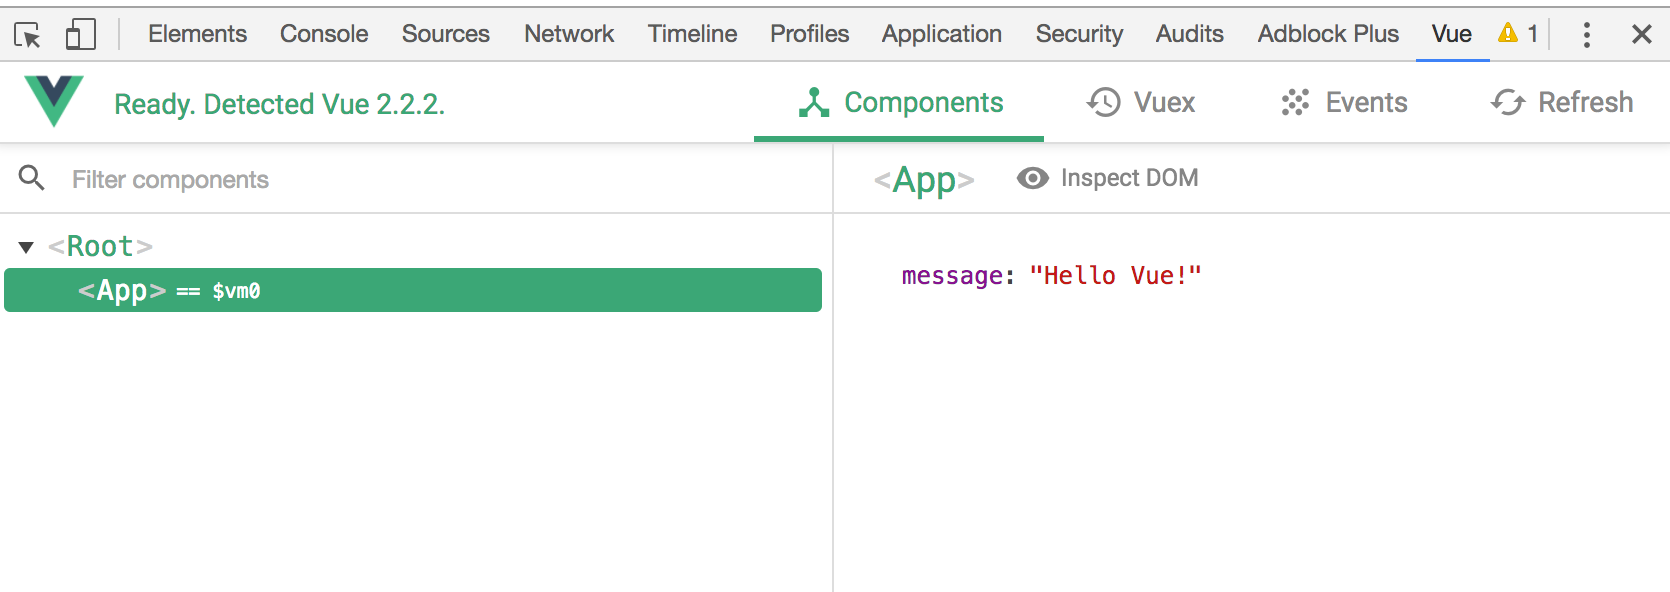 Elements Console Sources Network Timeline Profiles Application Security Audits Adblock Plus Vue 1
Ready. Detected Vue 2.2.2. Components Vuex Events Refresh
Filter components
<App> Inspect DOM
<Root>
<App> == $vm0
message: "Hello Vue!"